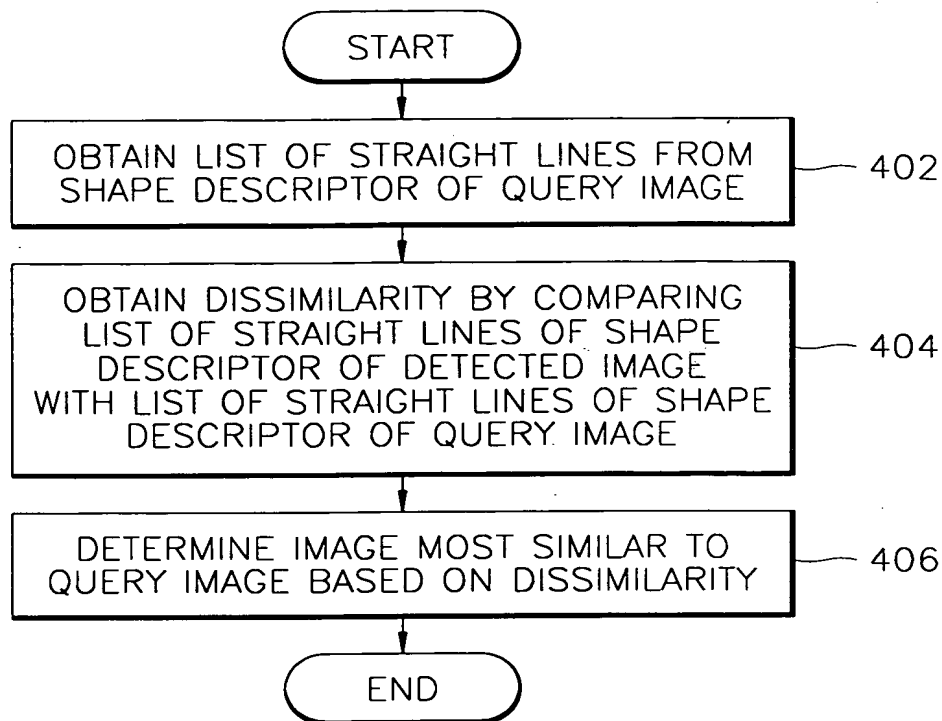 START
OBTAIN LIST OF STRAIGHT LINES FROM
SHAPE DESCRIPTOR OF QUERY IMAGE
402
OBTAIN DISSIMILARITY BY COMPARING
LIST OF STRAIGHT LINES OF SHAPE
DESCRIPTOR OF DETECTED IMAGE
WITH LIST OF STRAIGHT LINES OF SHAPE
DESCRIPTOR OF QUERY IMAGE
404
DETERMINE IMAGE MOST SIMILAR TO
QUERY IMAGE BASED ON DISSIMILARITY
406
END